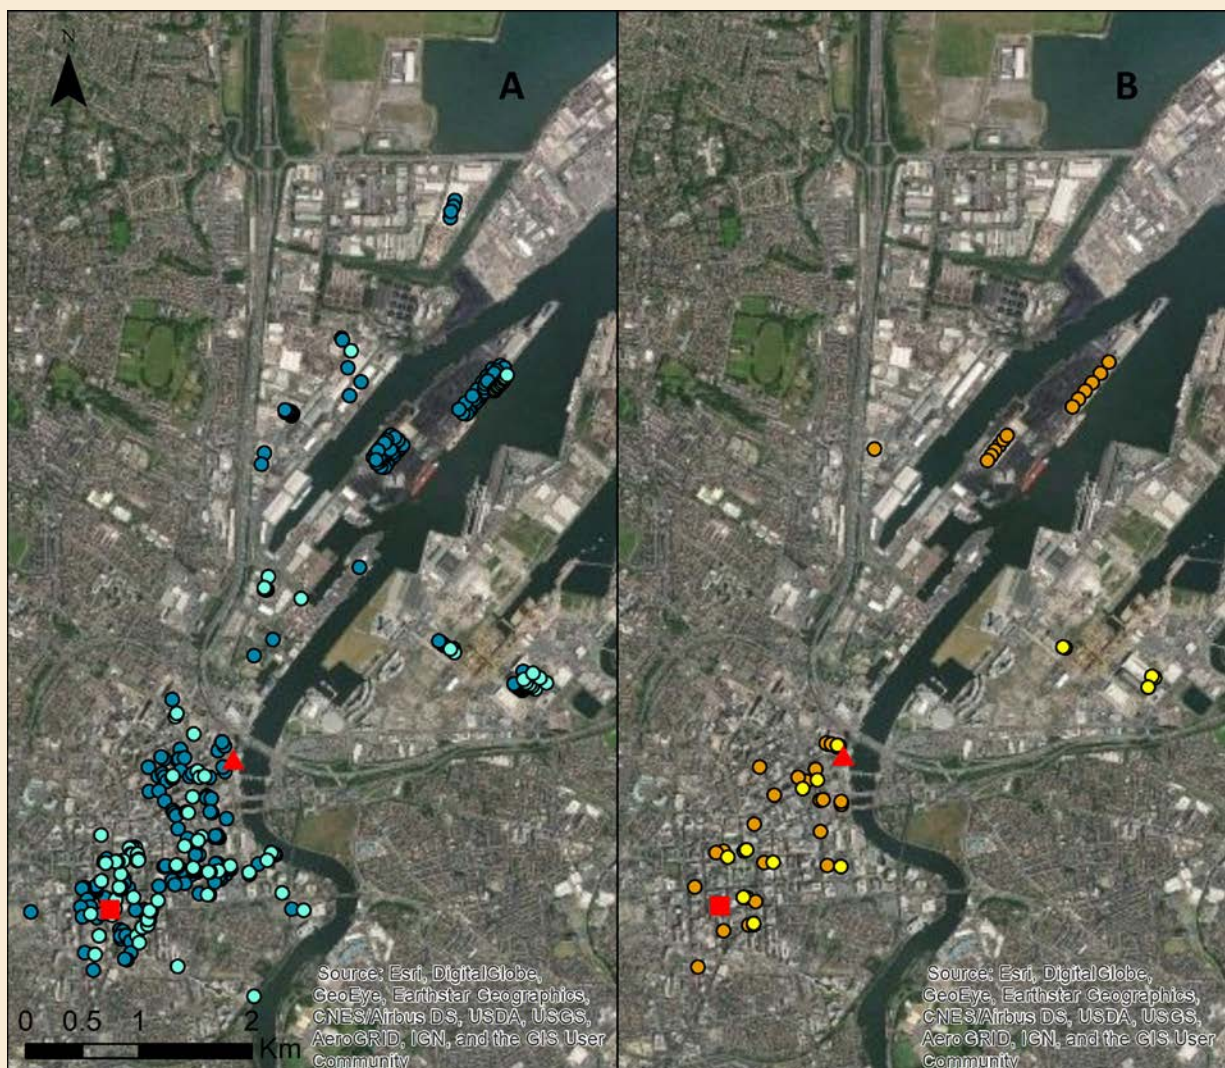 N
A
B
Source: Esri, DigitalGlobe,
GeoEye, Earthstar Geographics,
CNES/Airbus DS, USDA, USGS,
AeroGRID, IGN, and the GIS User
Community
0 0.5 1 2
Km
Source: Esri, DigitalGlobe,
GeoEye, Earthstar Geographics,
CNES/Airbus DS, USDA, USGS,
AeroGRID, IGN, and the GIS User
Community